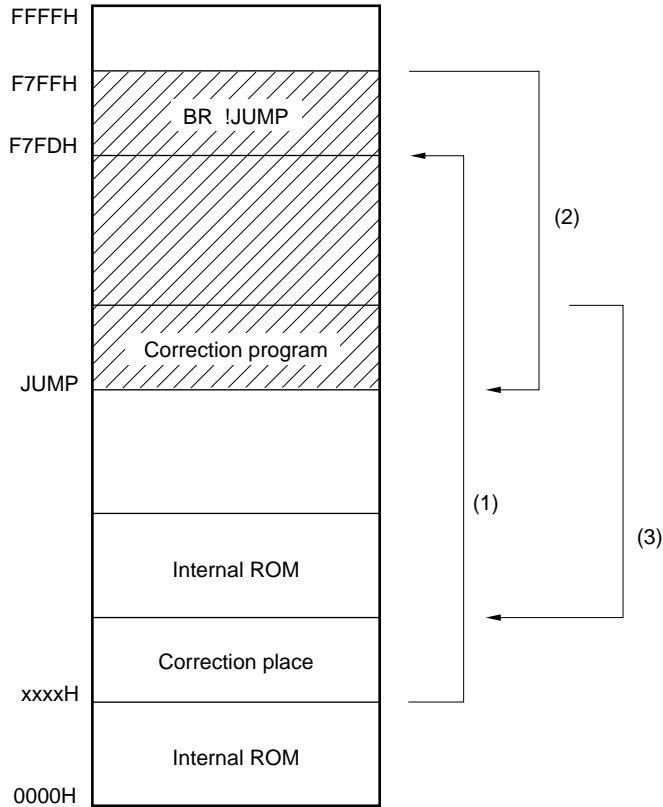 FFFFH
F7FFH
BR !JUMP
F7FDH
(2)
Correction program
JUMP
(1)
(3)
Internal ROM
Correction place
xxxxH
Internal ROM
0000H